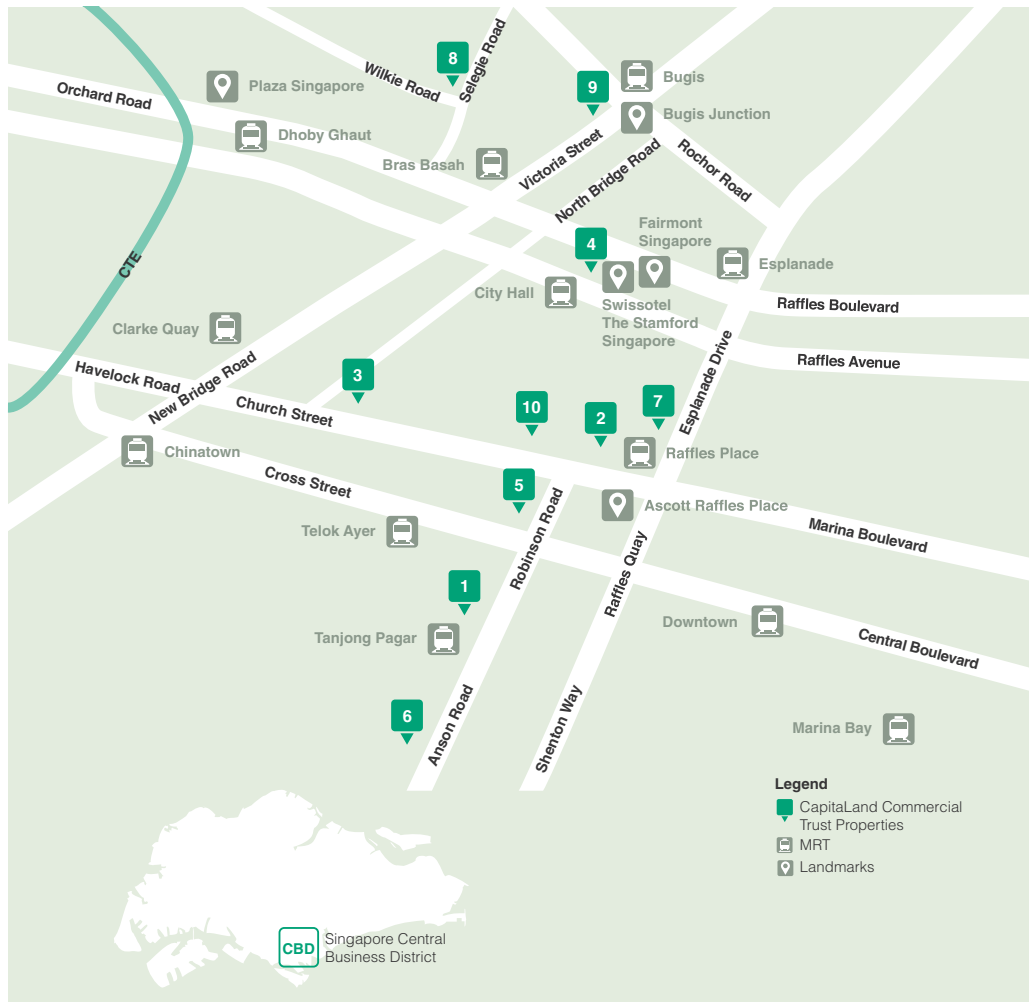 8
Selegie Road
Wilkie Road
Bugis
9
Orchard Road
Plaza Singapore
Bugis Junction
Dhoby Ghaut
Bras Basah
Victoria Street
North Bridge Road
Rochor Road
Fairmont
Singapore
4
CTE
Esplanade
City Hall
Swissotel
The Stamford
Singapore
Raffles Boulevard
Clarke Quay
Raffles Avenue
Havelock Road
New Bridge Road
3
Esplanade Drive
Church Street
10
2
7
Chinatown
Raffles Place
Cross Street
5
Ascott Raffles Place
Telok Ayer
Robinson Road
Marina Boulevard
1
Raffles Quay
Tanjong Pagar
Downtown
Central Boulevard
6
Anson Road
Shenton Way
Marina Bay
Legend
CapitaLand Commercial
Trust Properties
MRT
Landmarks
CBD
Singapore Central
Business District